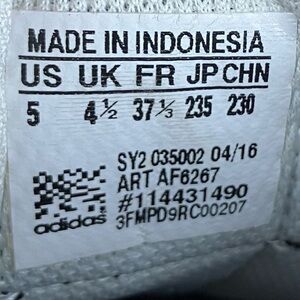 MADE IN INDONESIA
US UK FR JP CHN
5 4½ 37⅓ 235 230
SY2 035002 04/16
ART AF6267
#114431490
adidas
3FMPD9RC00207